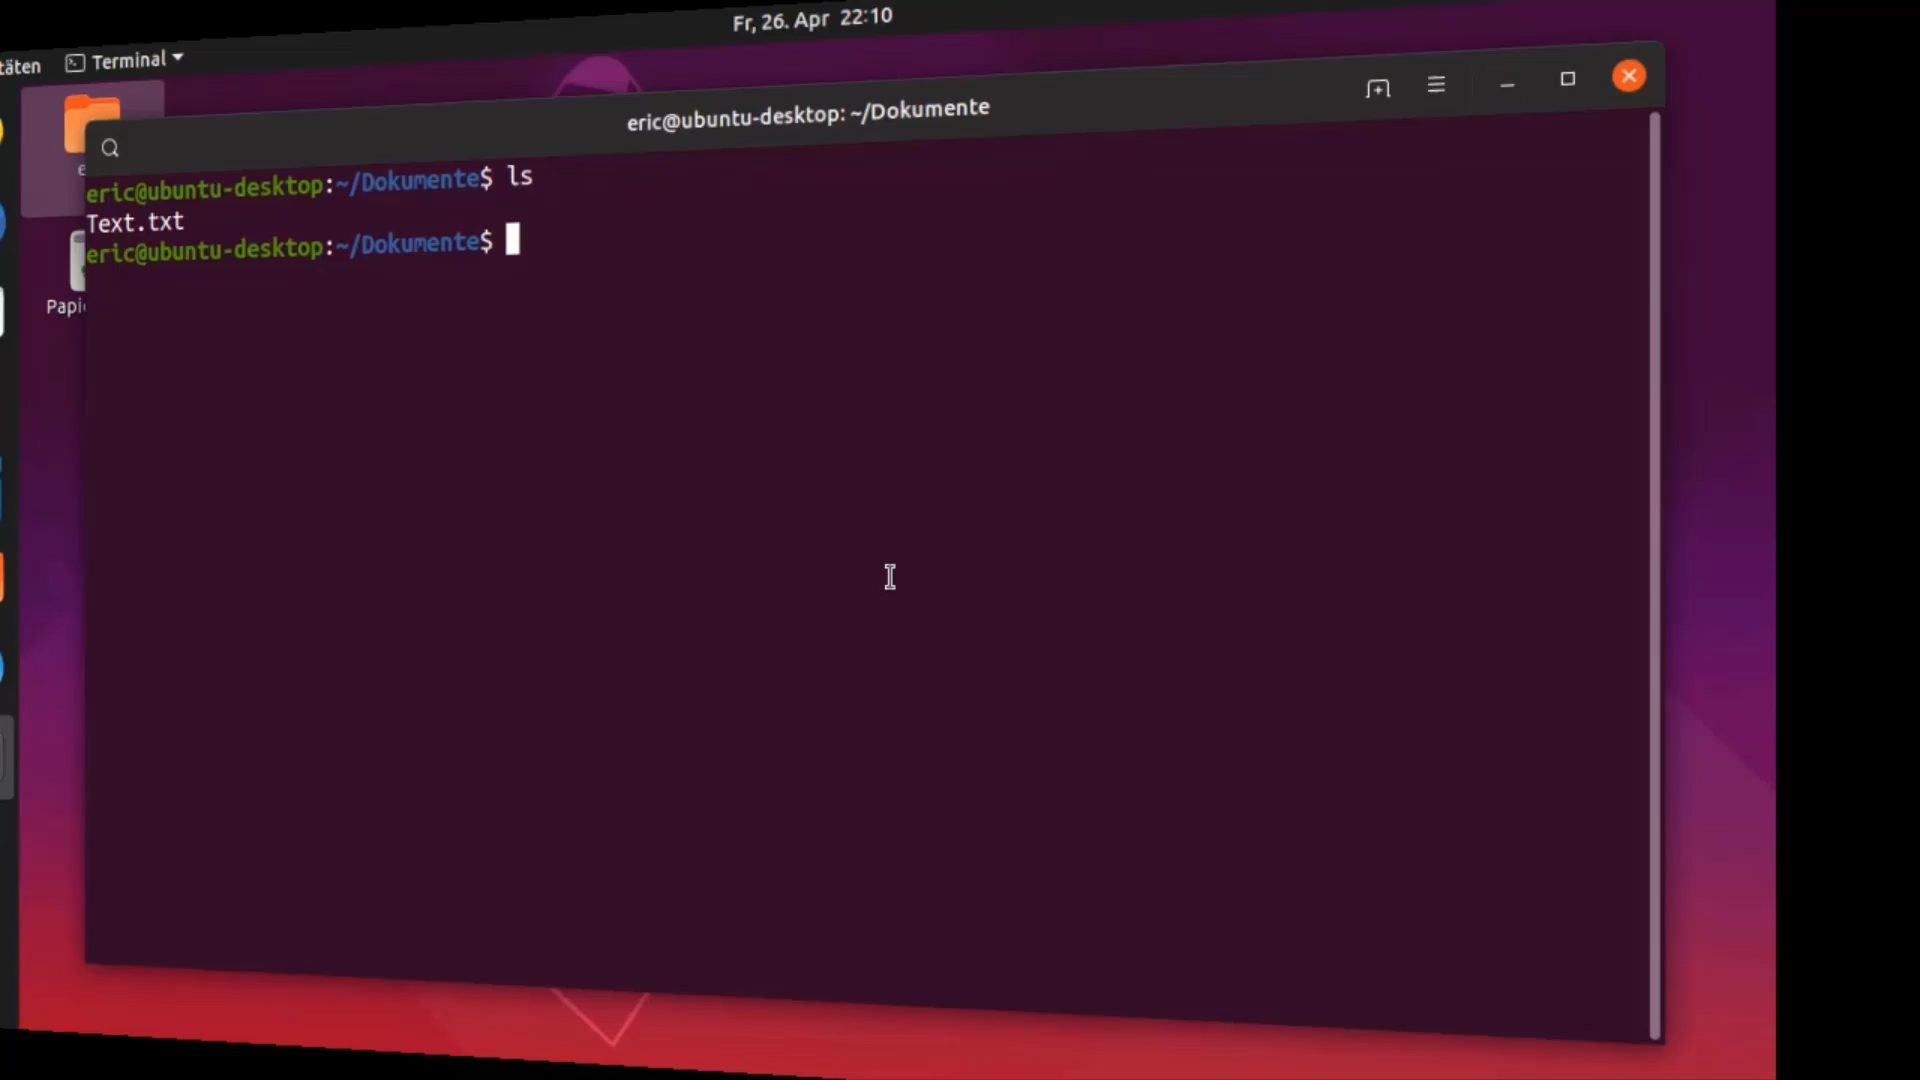 Fr, 26. Apr 22:10
täten Terminal
eric@ubuntu-desktop: ~/Dokumente
eric@ubuntu-desktop:~/Dokumente$ ls
Text.txt
eric@ubuntu-desktop:~/Dokumente$
Papi